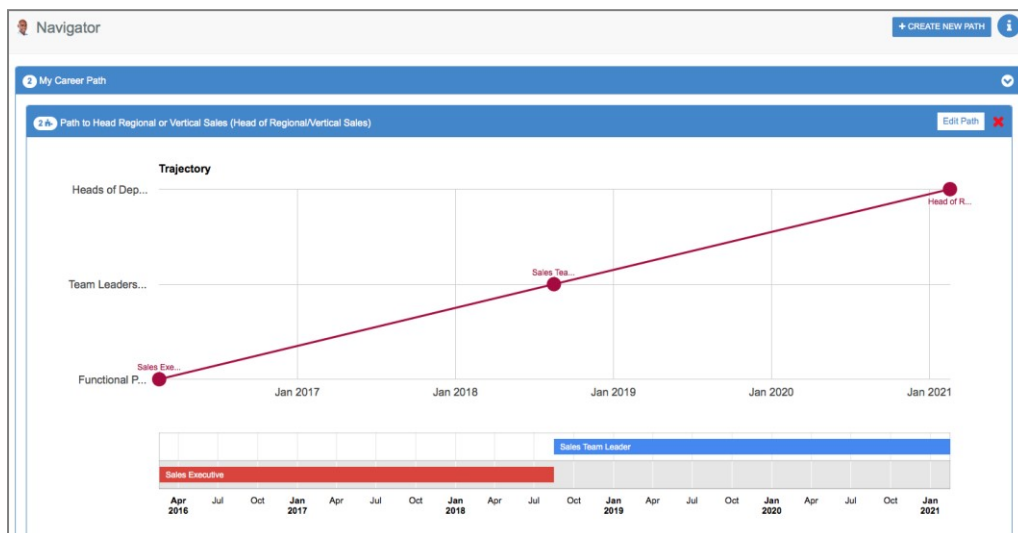 Navigator
+ CREATE NEW PATH
i
2 My Career Path
2 Path to Head Regional or Vertical Sales (Head of Regional/Vertical Sales)
Edit Path
Trajectory
Heads of Dep...
Head of R...
Sales Tea...
Team Leaders...
Sales Exe...
Functional P...
Jan 2017 Jan 2018 Jan 2019 Jan 2020 Jan 2021
Sales Team Leader
Sales Executive
Apr Jul Oct Jan Apr Jul Oct Jan Apr Jul Oct Jan Apr Jul Oct Jan Apr Jul Oct Jan
2016 2017 2018 2019 2020 2021